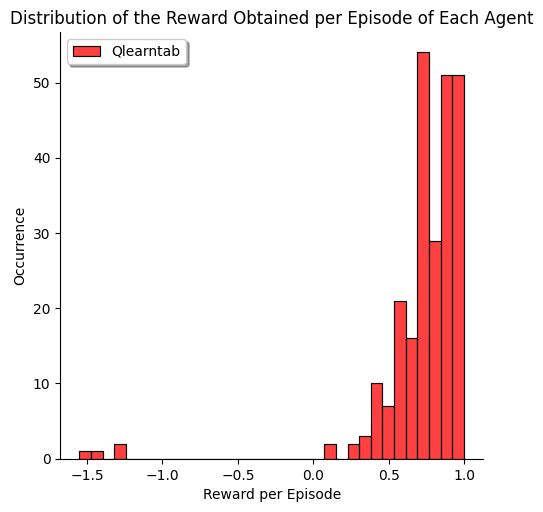 Distribution of the Reward Obtained per Episode of Each Agent
Qlearntab
50
40
30
20
10
0
Occurrence
−1.5 −1.0 −0.5 0.0 0.5 1.0
Reward per Episode